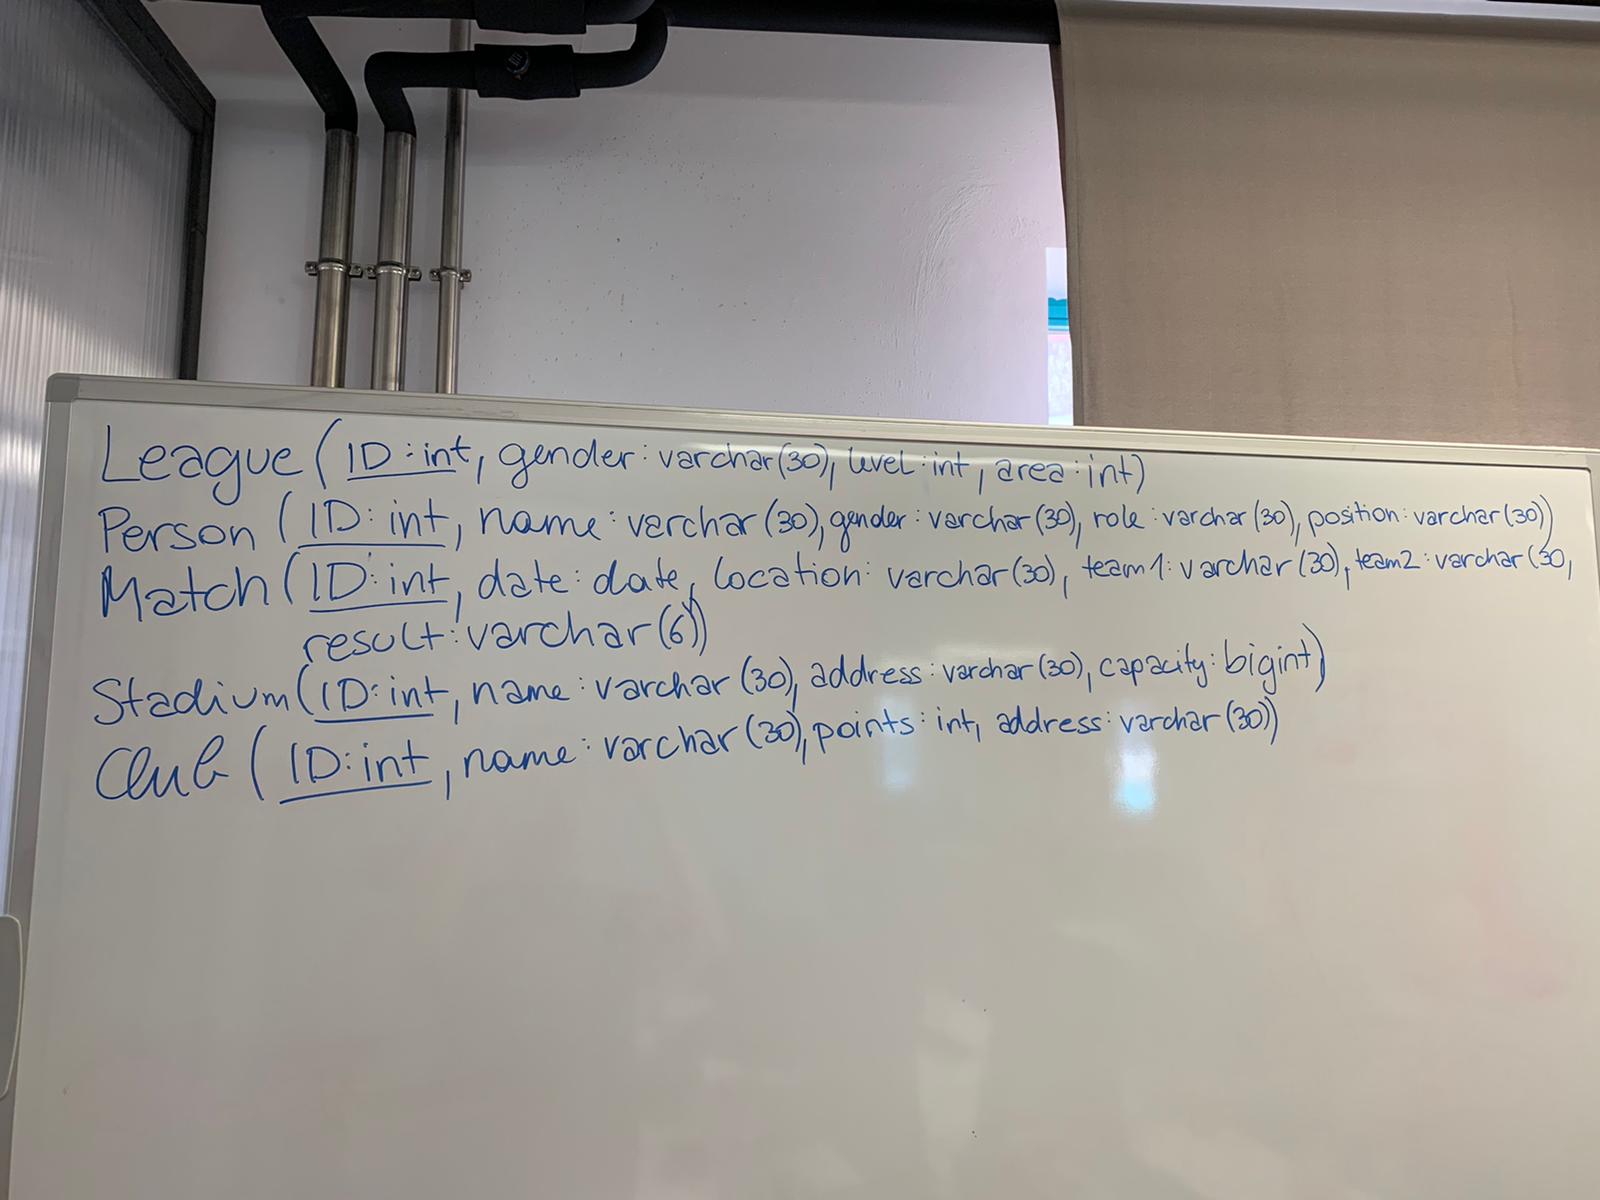 League (ID: int, gender: varchar(30), level: int, area: int)
Person (ID: int, name: varchar (30), gender: varchar (30), role: varchar (30), position: varchar (30))
Match (ID: int, date: date, location: varchar (30), team1: varchar (30), team2: varchar (30,
result: varchar (6))
Stadium (ID: int, name: varchar (30), address: varchar (30), capacity: bigint)
Club (ID: int, name: varchar (30), points: int, address: varchar (30))